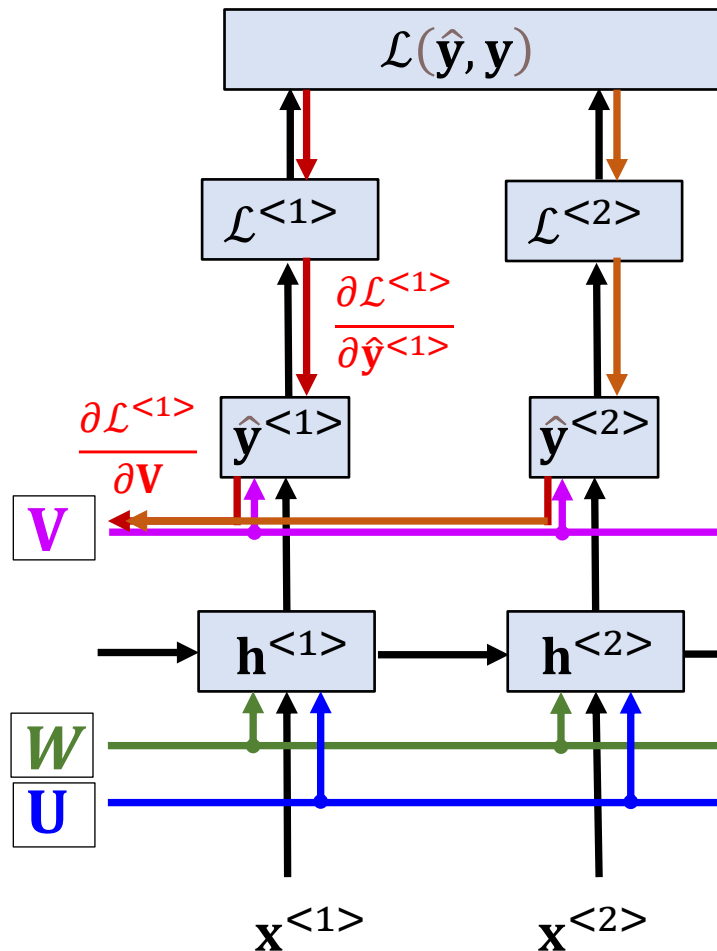 ℒ(ŷ, y)
ℒ<1>
ℒ<2>
∂ℒ<1>
∂ŷ<1>
∂ℒ<1>
∂V
ŷ<1>
ŷ<2>
V
h<1>
h<2>
W
U
x<1>
x<2>